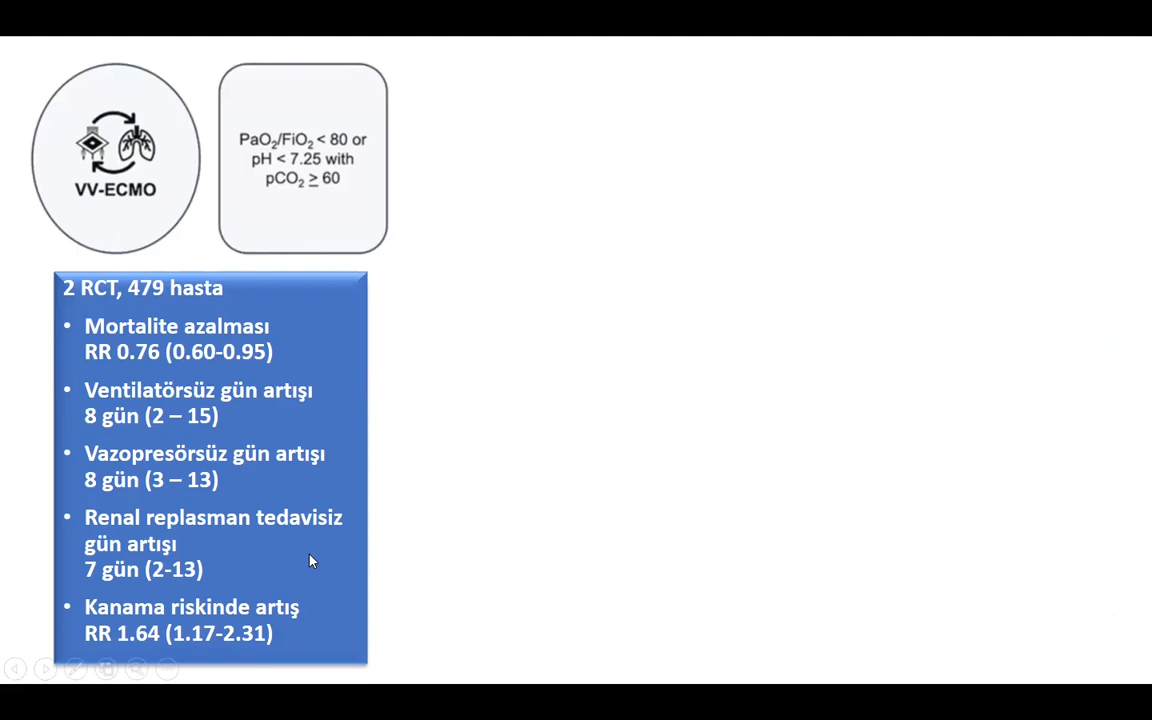 VV-ECMO
PaO₂/FiO₂ < 80 or
pH < 7.25 with
pCO₂ ≥ 60
2 RCT, 479 hasta
• Mortalite azalması
RR 0.76 (0.60-0.95)
• Ventilatörsüz gün artışı
8 gün (2 – 15)
• Vazopresörsüz gün artışı
8 gün (3 – 13)
• Renal replasman tedavisiz
gün artışı
7 gün (2-13)
• Kanama riskinde artış
RR 1.64 (1.17-2.31)